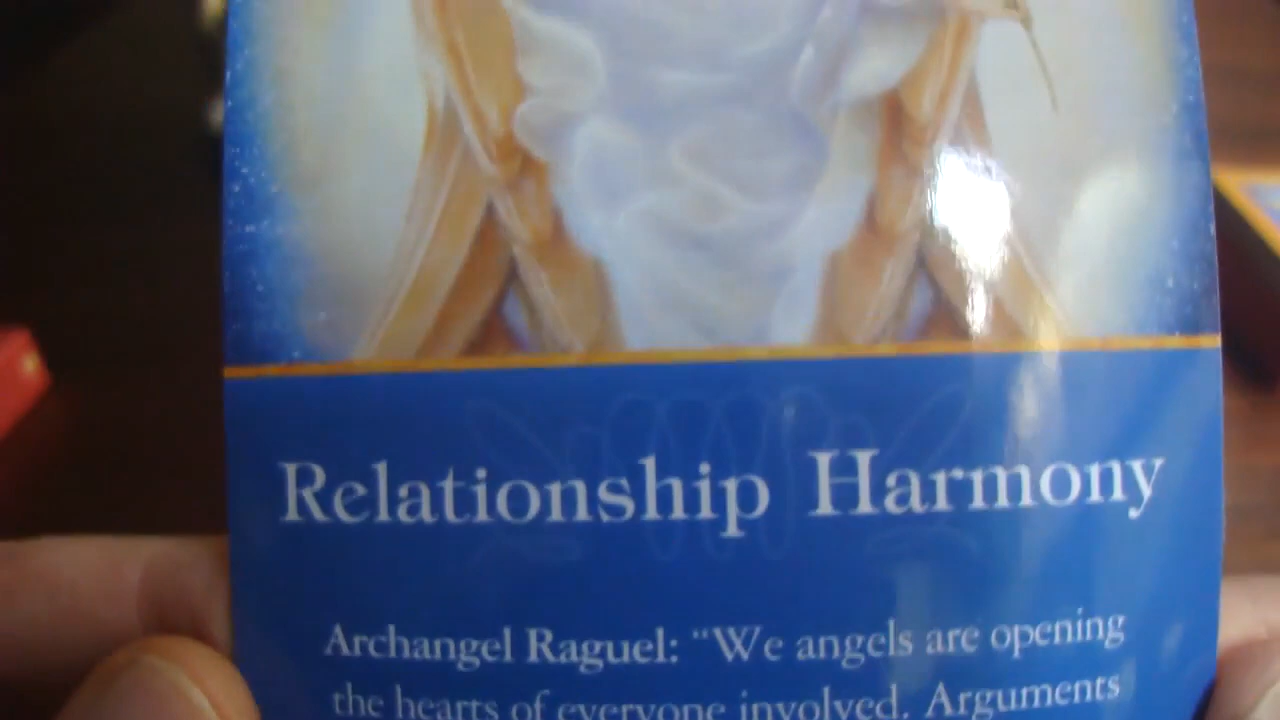 Relationship Harmony
Archangel Raguel: “We angels are opening
the hearts of everyone involved. Arguments